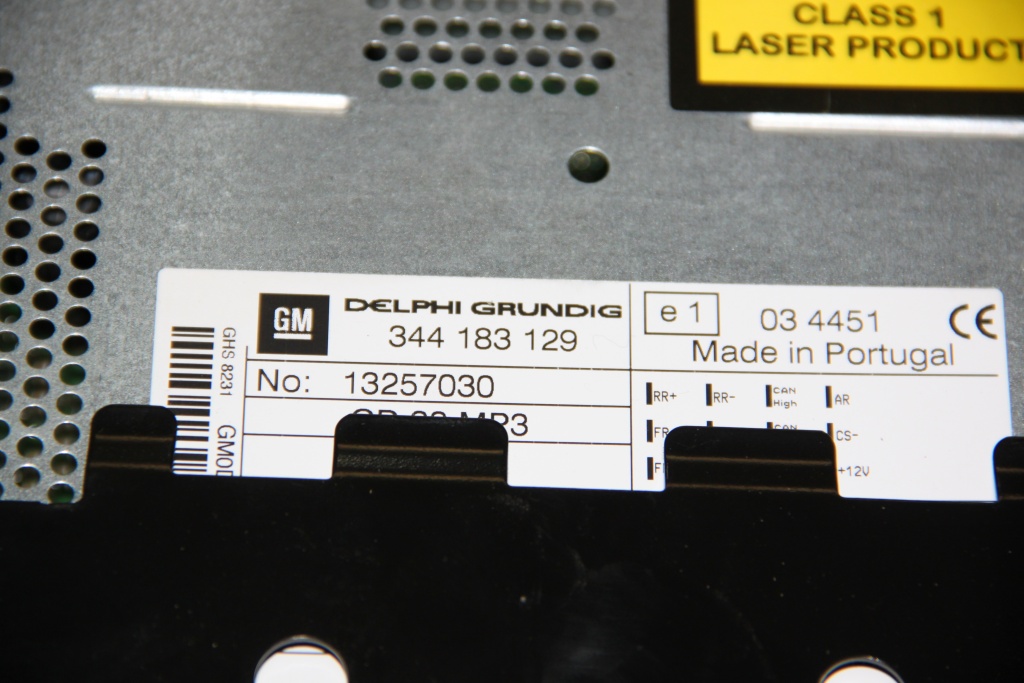 CLASS 1
LASER PRODUCT
GM
DELPHI GRUNDIG
344 183 129
e 1
03 4451
CE
Made in Portugal
GHS 8231
No: 13257030
RR+
RR-
CAN High
AR
CS-
+12V